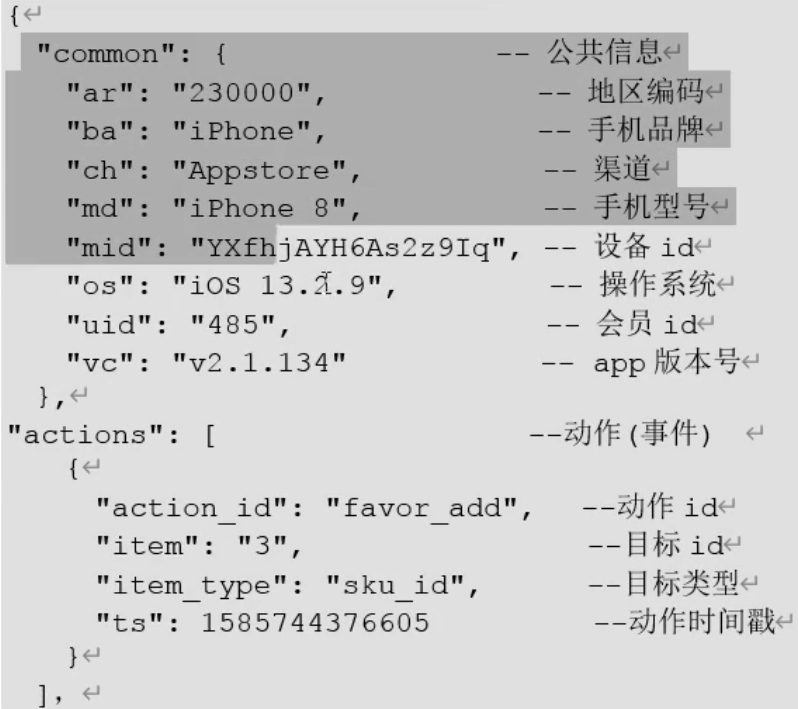 {
"common": { -- 公共信息
"ar": "230000", -- 地区编码
"ba": "iPhone", -- 手机品牌
"ch": "Appstore", -- 渠道
"md": "iPhone 8", -- 手机型号
"mid": "YXfhjAYH6As2z9Iq", -- 设备 id
"os": "iOS 13.2.9", -- 操作系统
"uid": "485", -- 会员 id
"vc": "v2.1.134" -- app 版本号
},
"actions": [ --动作(事件)
{
"action_id": "favor_add", --动作 id
"item": "3", --目标 id
"item_type": "sku_id", --目标类型
"ts": 1585744376605 --动作时间戳
}
],